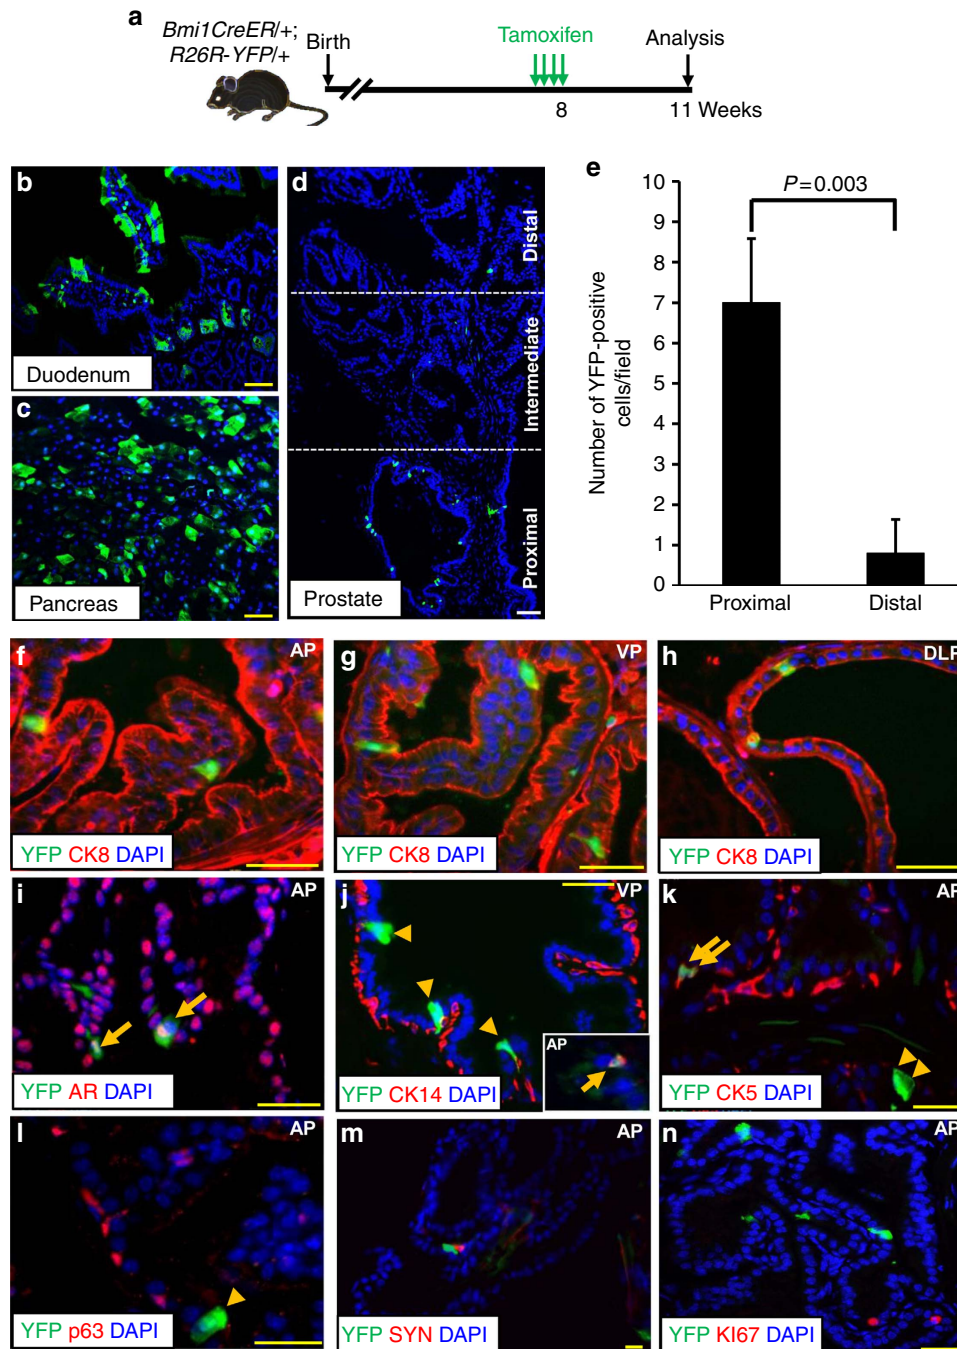 a
Bmi1CreER/+;
R26R-YFP/+
Birth
Tamoxifen
Analysis
8
11 Weeks
b
Duodenum
c
Pancreas
d
Distal
Intermediate
Proximal
Prostate
e
P=0.003
Number of YFP-positive
cells/field
10
9
8
7
6
5
4
3
2
1
0
Proximal
Distal
f
AP
YFP CK8 DAPI
g
VP
YFP CK8 DAPI
h
DLP
YFP CK8 DAPI
i
AP
YFP AR DAPI
j
VP
AP
YFP CK14 DAPI
k
AP
YFP CK5 DAPI
l
AP
YFP p63 DAPI
m
AP
YFP SYN DAPI
n
AP
YFP KI67 DAPI